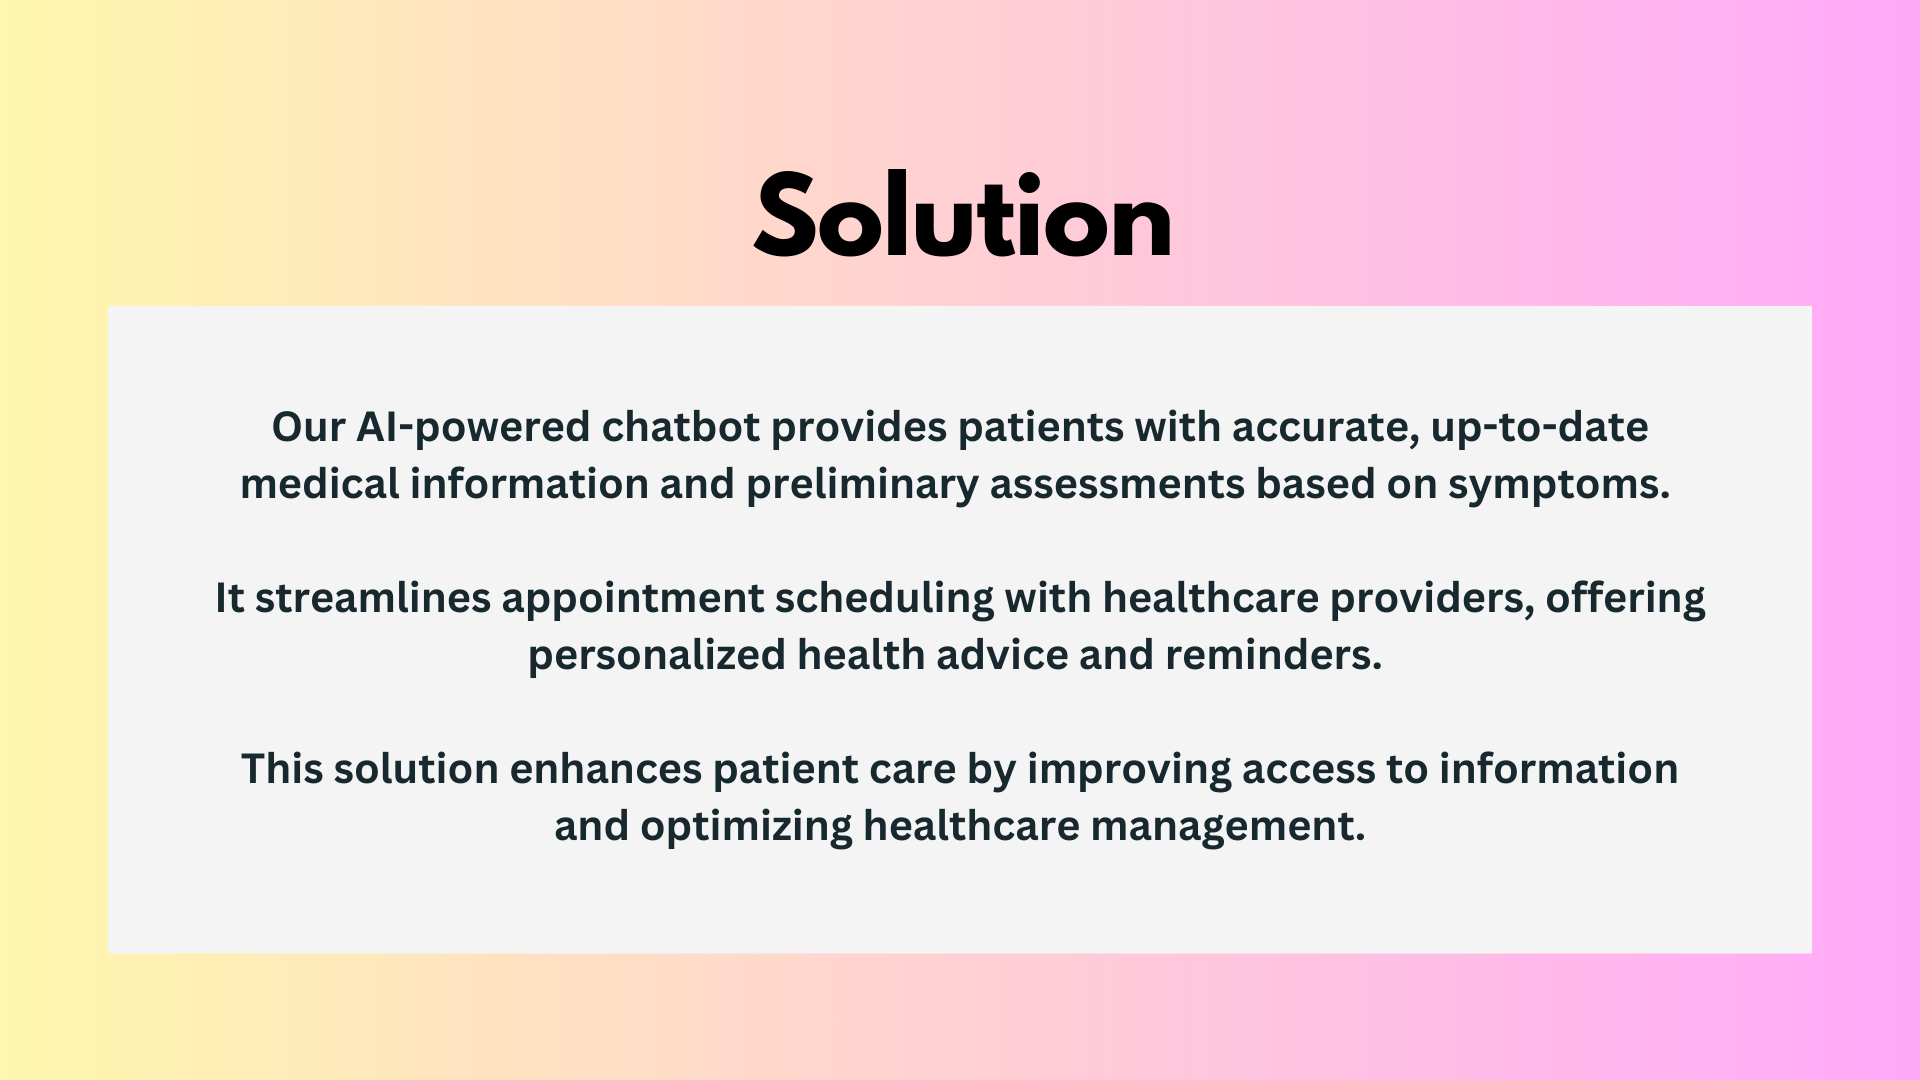 Solution
Our AI-powered chatbot provides patients with accurate, up-to-date
medical information and preliminary assessments based on symptoms.
It streamlines appointment scheduling with healthcare providers, offering
personalized health advice and reminders.
This solution enhances patient care by improving access to information
and optimizing healthcare management.